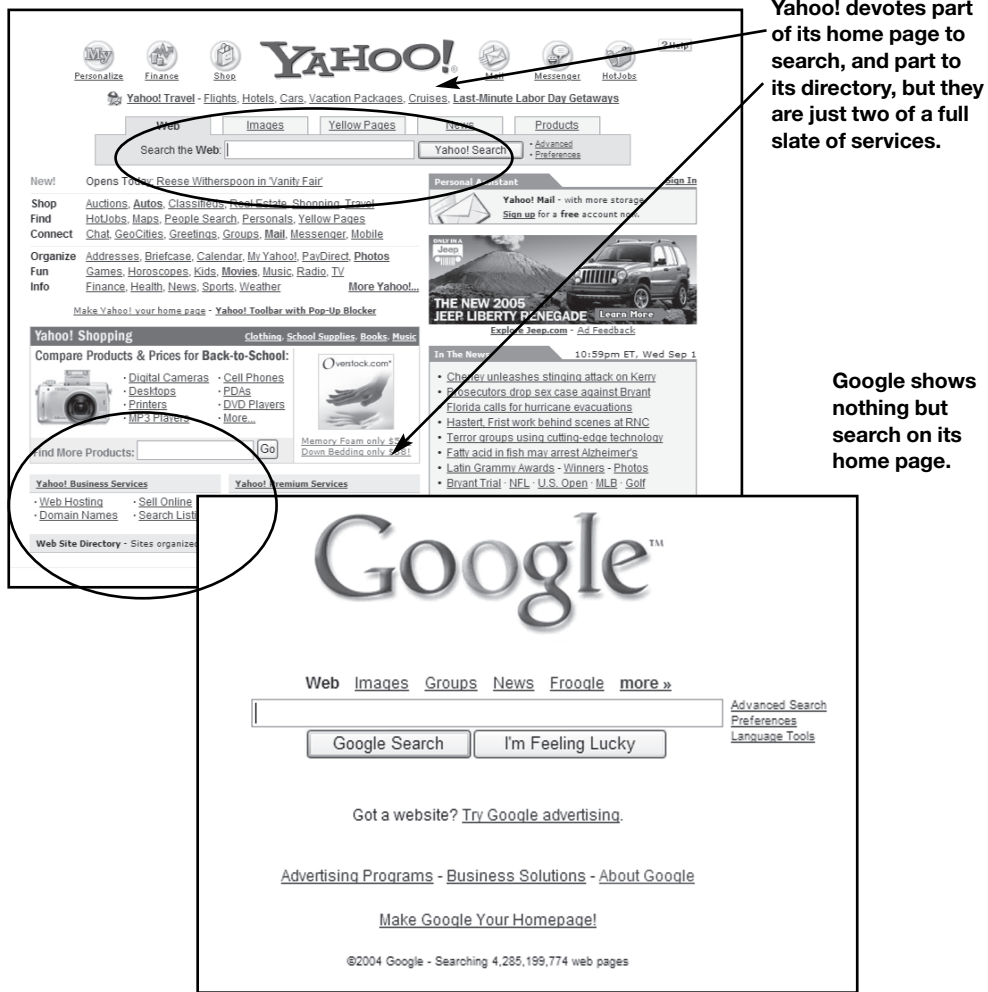 Yahoo! devotes part
of its home page to
search, and part to
its directory, but they
are just two of a full
slate of services.
My YAHOO! ? Help
Personalize Finance Shop Mail Messenger HotJobs
Yahoo! Travel - Flights, Hotels, Cars, Vacation Packages, Cruises, Last-Minute Labor Day Getaways
Web Images Yellow Pages News Products
Search the Web: Yahoo! Search · Advanced
· Preferences
New! Opens Today: Reese Witherspoon in 'Vanity Fair'
Shop Auctions, Autos, Classifieds, Real Estate, Shopping, Travel
Find HotJobs, Maps, People Search, Personals, Yellow Pages
Connect Chat, GeoCities, Greetings, Groups, Mail, Messenger, Mobile
Organize Addresses, Briefcase, Calendar, My Yahoo!, PayDirect, Photos
Fun Games, Horoscopes, Kids, Movies, Music, Radio, TV
Info Finance, Health, News, Sports, Weather More Yahoo!...
Make Yahoo! your home page - Yahoo! Toolbar with Pop-Up Blocker
Personal Assistant Sign In
Yahoo! Mail - with more storage
Sign up for a free account now.
ONLY IN A
Jeep
THE NEW 2005
JEEP LIBERTY RENEGADE Learn More
Explore Jeep.com - Ad Feedback
Yahoo! Shopping Clothing, School Supplies, Books, Music
Compare Products & Prices for Back-to-School:
· Digital Cameras · Cell Phones
· Desktops · PDAs
· Printers · DVD Players
· MP3 Players · More...
Find More Products: Go
Overstock.com*
Memory Foam only
Down Bedding only
In The News 10:59pm ET, Wed Sep 1
• Cheney unleashes stinging attack on Kerry
• Prosecutors drop sex case against Bryant
Florida calls for hurricane evacuations
• Hastert, Frist work behind scenes at RNC
• Terror groups using cutting-edge technology
• Fatty acid in fish may arrest Alzheimer's
• Latin Grammy Awards - Winners - Photos
• Bryant Trial · NFL · U.S. Open · MLB · Golf
Yahoo! Business Services Yahoo! Premium Services
· Web Hosting · Sell Online
· Domain Names · Search Listi
Web Site Directory - Sites organized
Google shows
nothing but
search on its
home page.
Google™
Web Images Groups News Froogle more »
Advanced Search
Preferences
Language Tools
Google Search I'm Feeling Lucky
Got a website? Try Google advertising.
Advertising Programs - Business Solutions - About Google
Make Google Your Homepage!
©2004 Google - Searching 4,285,199,774 web pages